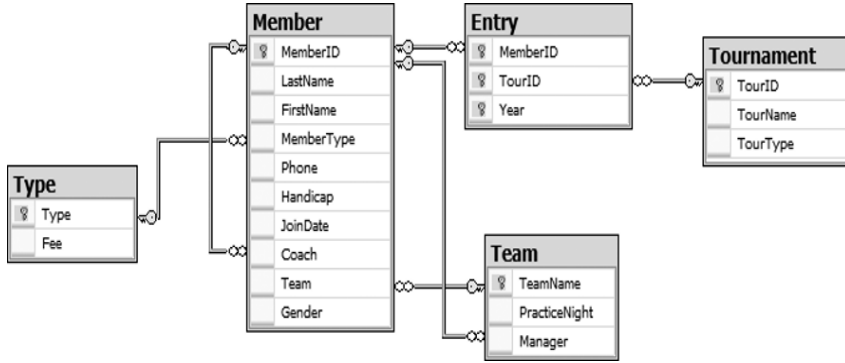 Member
MemberID
LastName
FirstName
MemberType
Phone
Handicap
JoinDate
Coach
Team
Gender
Entry
MemberID
TourID
Year
Tournament
TourID
TourName
TourType
Type
Type
Fee
Team
TeamName
PracticeNight
Manager